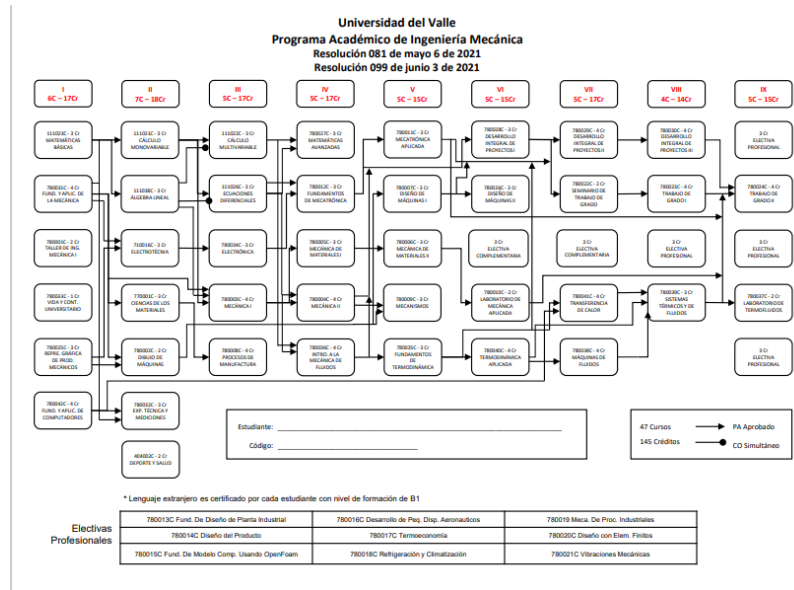 Universidad del Valle
Programa Académico de Ingeniería Mecánica
Resolución 081 de mayo 6 de 2021
Resolución 099 de junio 3 de 2021
I
6C – 17Cr
II
7C – 18Cr
III
5C – 17Cr
IV
5C – 17Cr
V
5C – 15Cr
VI
5C – 15Cr
VII
5C – 17Cr
VIII
4C – 14Cr
IX
5C – 15Cr
111023C - 3 Cr
MATEMÁTICAS
BÁSICAS
111021C - 3 Cr
CÁLCULO
MONOVARIABLE
111022C - 3 Cr
CÁLCULO
MULTIVARIABLE
780027C - 3 Cr
MATEMÁTICAS
AVANZADAS
780011C - 3 Cr
MECATRÓNICA
APLICADA
780028C - 3 Cr
DESARROLLO
INTEGRAL DE
PROYECTOS I
780029C - 4 Cr
DESARROLLO
INTEGRAL DE
PROYECTOS II
780030C - 4 Cr
DESARROLLO
INTEGRAL DE
PROYECTOS III
3 Cr
ELECTIVA
PROFESIONAL
780031C - 4 Cr
FUND. Y APLIC. DE
LA MECÁNICA
111038C - 3 Cr
ÁLGEBRA LINEAL
111026C - 3 Cr
ECUACIONES
DIFERENCIALES
780012C - 3 Cr
FUNDAMENTOS
DE MECATRÓNICA
780007C - 3 Cr
DISEÑO DE
MÁQUINAS I
780026C - 3 Cr
DISEÑO DE
MÁQUINAS II
780022C - 2 Cr
SEMINARIO DE
TRABAJO DE
GRADO
780023C - 4 Cr
TRABAJO DE
GRADO I
780024C - 4 Cr
TRABAJO DE
GRADO II
780001C - 2 Cr
TALLER DE ING.
MECÁNICA I
710016C - 2 Cr
ELECTROTÉCNIA
780034C - 3 Cr
ELECTRÓNICA
780005C - 3 Cr
MECÁNICA DE
MATERIALES I
780006C - 3 Cr
MECÁNICA DE
MATERIALES II
3 Cr
ELECTIVA
COMPLEMENTARIA
3 Cr
ELECTIVA
COMPLEMENTARIA
3 Cr
ELECTIVA
PROFESIONAL
3 Cr
ELECTIVA
PROFESIONAL
780033C - 1 Cr
VIDA Y CONT.
UNIVERSITARIO
770001C - 3 Cr
CIENCIAS DE LOS
MATERIALES
780003C - 4 Cr
MECÁNICA I
780004C - 4 Cr
MECÁNICA II
780009C - 3 Cr
MECANISMOS
780010C - 2 Cr
LABORATORIO DE
MECÁNICA
APLICADA
780041C - 4 Cr
TRANSFERENCIA
DE CALOR
780039C - 3 Cr
SISTEMAS
TÉRMICOS Y DE
FLUIDOS
780037C - 2 Cr
LABORATORIO DE
TERMOFLUIDOS
780025C - 3 Cr
REPRE. GRÁFICA
DE PROD.
MECÁNICOS
780002C - 2 Cr
DIBUJO DE
MÁQUINAS
780008C - 4 Cr
PROCESOS DE
MANUFACTURA
780036C - 4 Cr
INTRO. A LA
MECÁNICA DE
FLUIDOS
780035C - 3 Cr
FUNDAMENTOS
DE
TERMODINÁMICA
780040C - 4 Cr
TERMODINÁMICA
APLICADA
780038C - 4 Cr
MÁQUINAS DE
FLUIDOS
3 Cr
ELECTIVA
PROFESIONAL
780042C - 4 Cr
FUND. Y APLIC. DE
COMPUTADORES
780032C - 3 Cr
EXP. TÉCNICA Y
MEDICIONES
404002C - 2 Cr
DEPORTE Y SALUD
Estudiante:
Código:
47 Cursos PA Aprobado
145 Créditos CO Simultáneo
* Lenguaje extranjero es certificado por cada estudiante con nivel de formación de B1
Electivas
Profesionales
780013C Fund. De Diseño de Planta Industrial 780016C Desarrollo de Peq. Disp. Aeronauticos 780019 Meca. De Proc. Industriales
780014C Diseño del Producto 780017C Termoeconomía 780020C Diseño con Elem. Finitos
780015C Fund. De Modelo Comp. Usando OpenFoam 780018C Refrigeración y Climatización 780021C Vibraciones Mecánicas